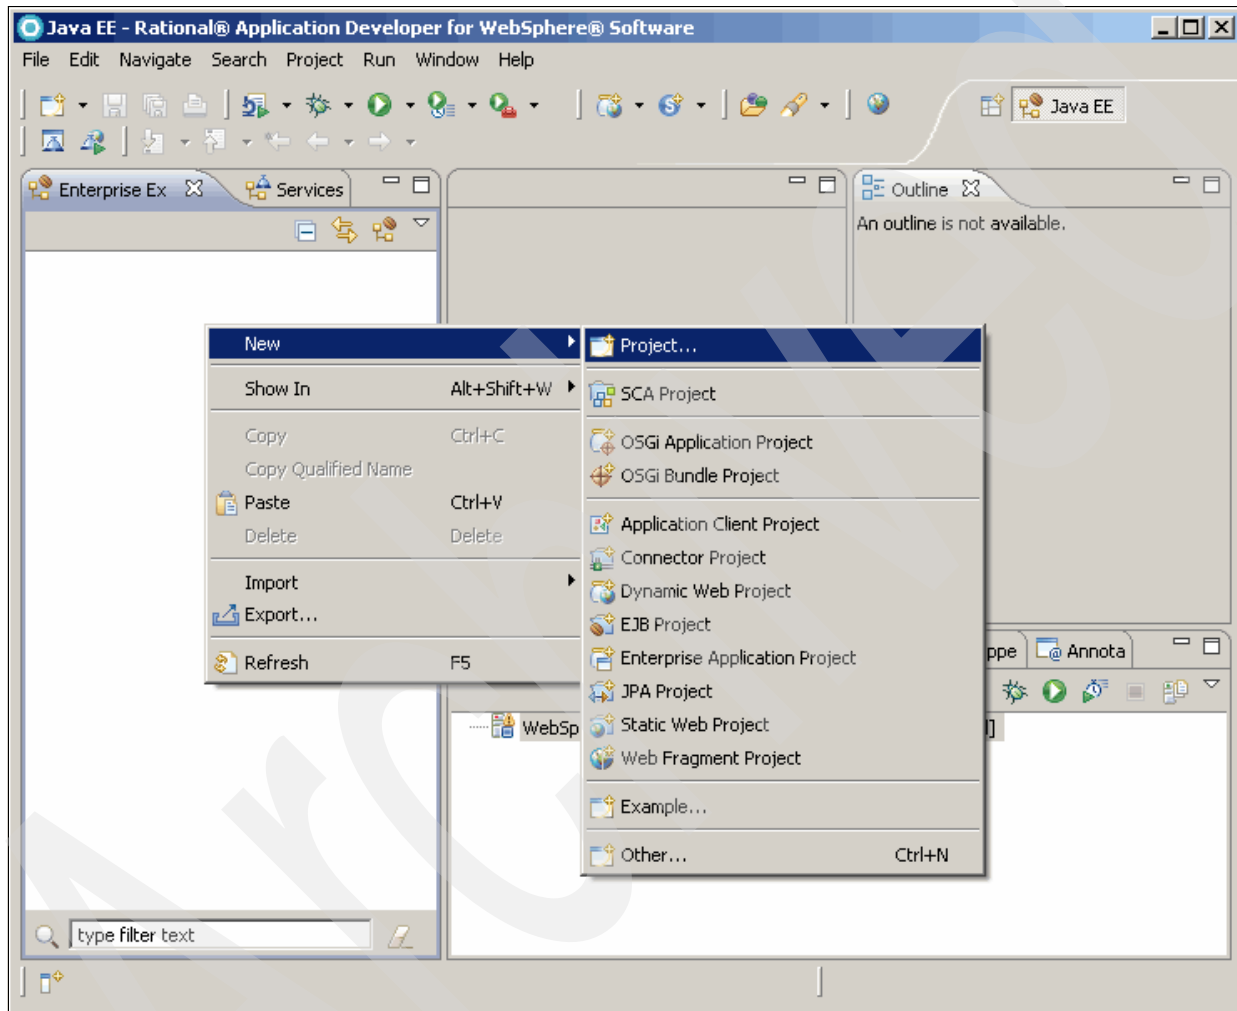 Java EE - Rational® Application Developer for WebSphere® Software
File Edit Navigate Search Project Run Window Help
Java EE
Enterprise Ex Services Outline
An outline is not available.
New Project...
Show In Alt+Shift+W SCA Project
Copy Ctrl+C OSGi Application Project
Copy Qualified Name OSGi Bundle Project
Paste Ctrl+V
Delete Delete Application Client Project
Connector Project
Import Dynamic Web Project
Export... EJB Project
Refresh F5 Enterprise Application Project ppe Annota
JPA Project
WebSp Static Web Project
Web Fragment Project
Example...
Other... Ctrl+N
type filter text